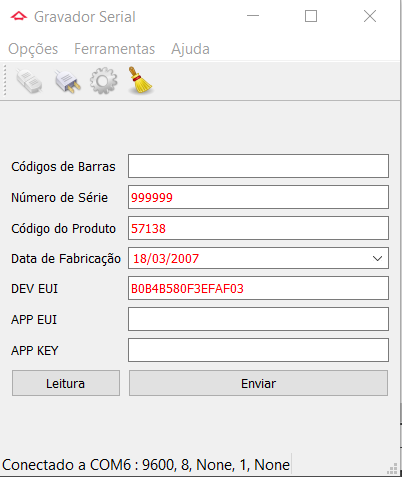 Gravador Serial
Opções Ferramentas Ajuda
Códigos de Barras
Número de Série 999999
Código do Produto 57138
Data de Fabricação 18/03/2007
DEV EUI B0B4B580F3EFAF03
APP EUI
APP KEY
Leitura Enviar
Conectado a COM6 : 9600, 8, None, 1, None